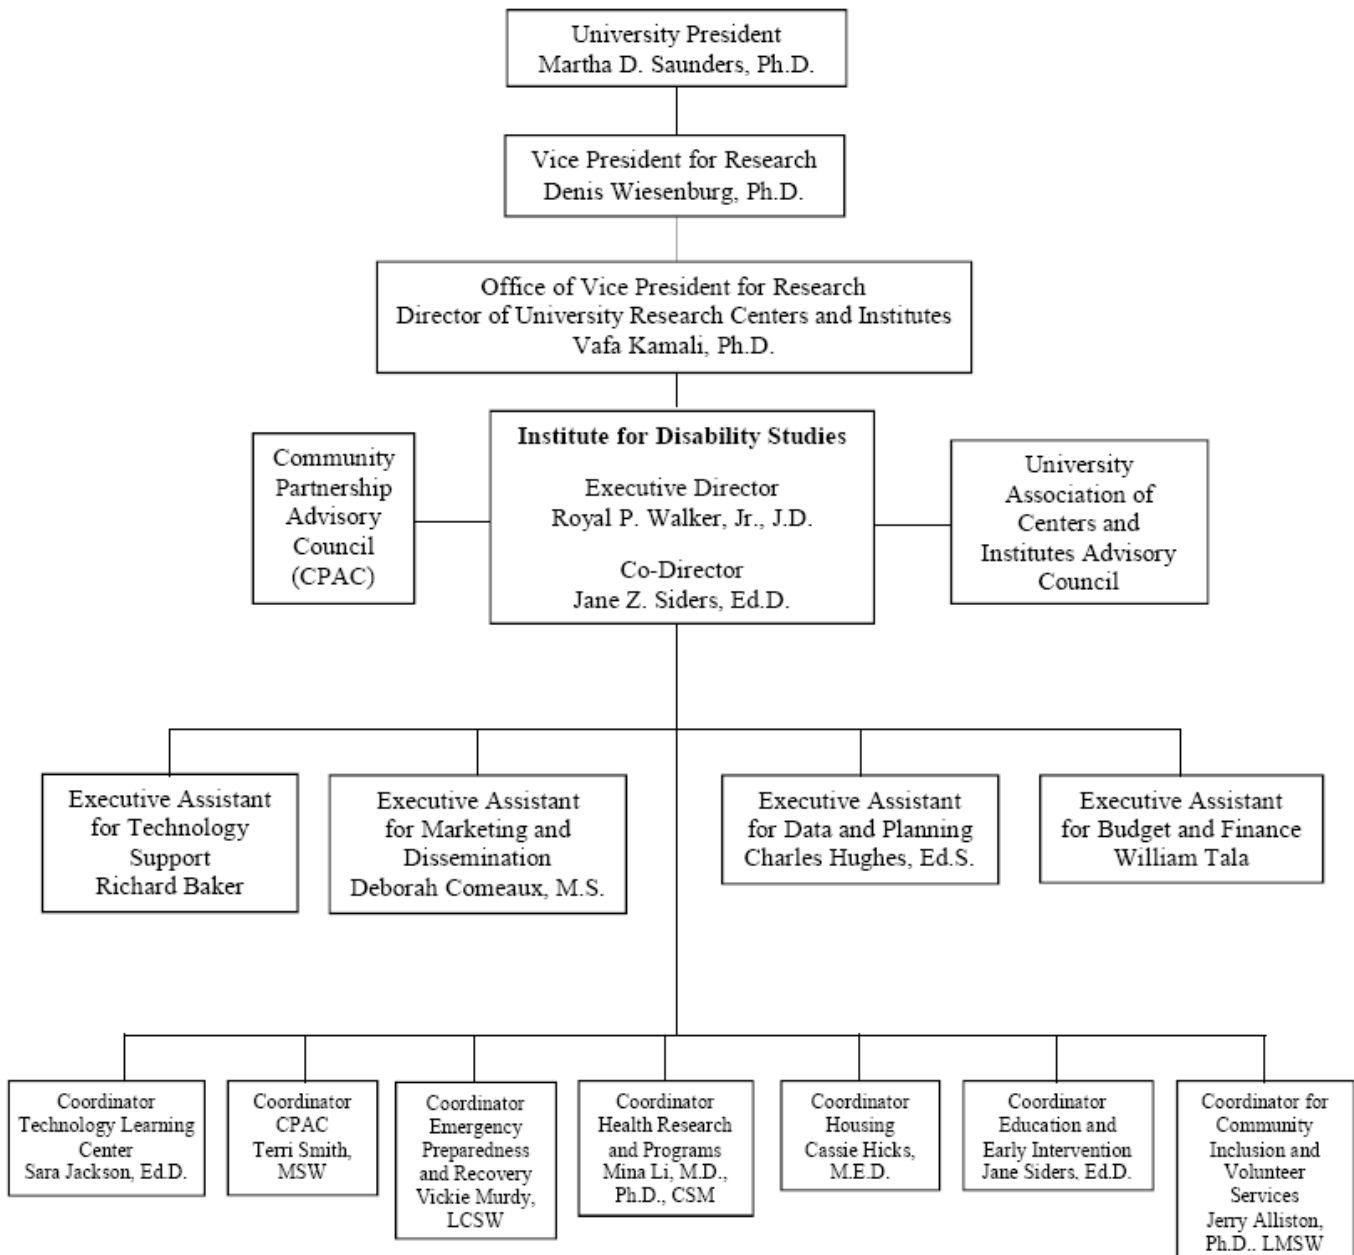 University President
Martha D. Saunders, Ph.D.
Vice President for Research
Denis Wiesenburg, Ph.D.
Office of Vice President for Research
Director of University Research Centers and Institutes
Vafa Kamali, Ph.D.
Community
Partnership
Advisory
Council
(CPAC)
Institute for Disability Studies
Executive Director
Royal P. Walker, Jr., J.D.
Co-Director
Jane Z. Siders, Ed.D.
University
Association of
Centers and
Institutes Advisory
Council
Executive Assistant
for Technology
Support
Richard Baker
Executive Assistant
for Marketing and
Dissemination
Deborah Comeaux, M.S.
Executive Assistant
for Data and Planning
Charles Hughes, Ed.S.
Executive Assistant
for Budget and Finance
William Tala
Coordinator
Technology Learning
Center
Sara Jackson, Ed.D.
Coordinator
CPAC
Terri Smith,
MSW
Coordinator
Emergency
Preparedness
and Recovery
Vickie Murdy,
LCSW
Coordinator
Health Research
and Programs
Mina Li, M.D.,
Ph.D., CSM
Coordinator
Housing
Cassie Hicks,
M.E.D.
Coordinator
Education and
Early Intervention
Jane Siders, Ed.D.
Coordinator for
Community
Inclusion and
Volunteer
Services
Jerry Alliston,
Ph.D., LMSW